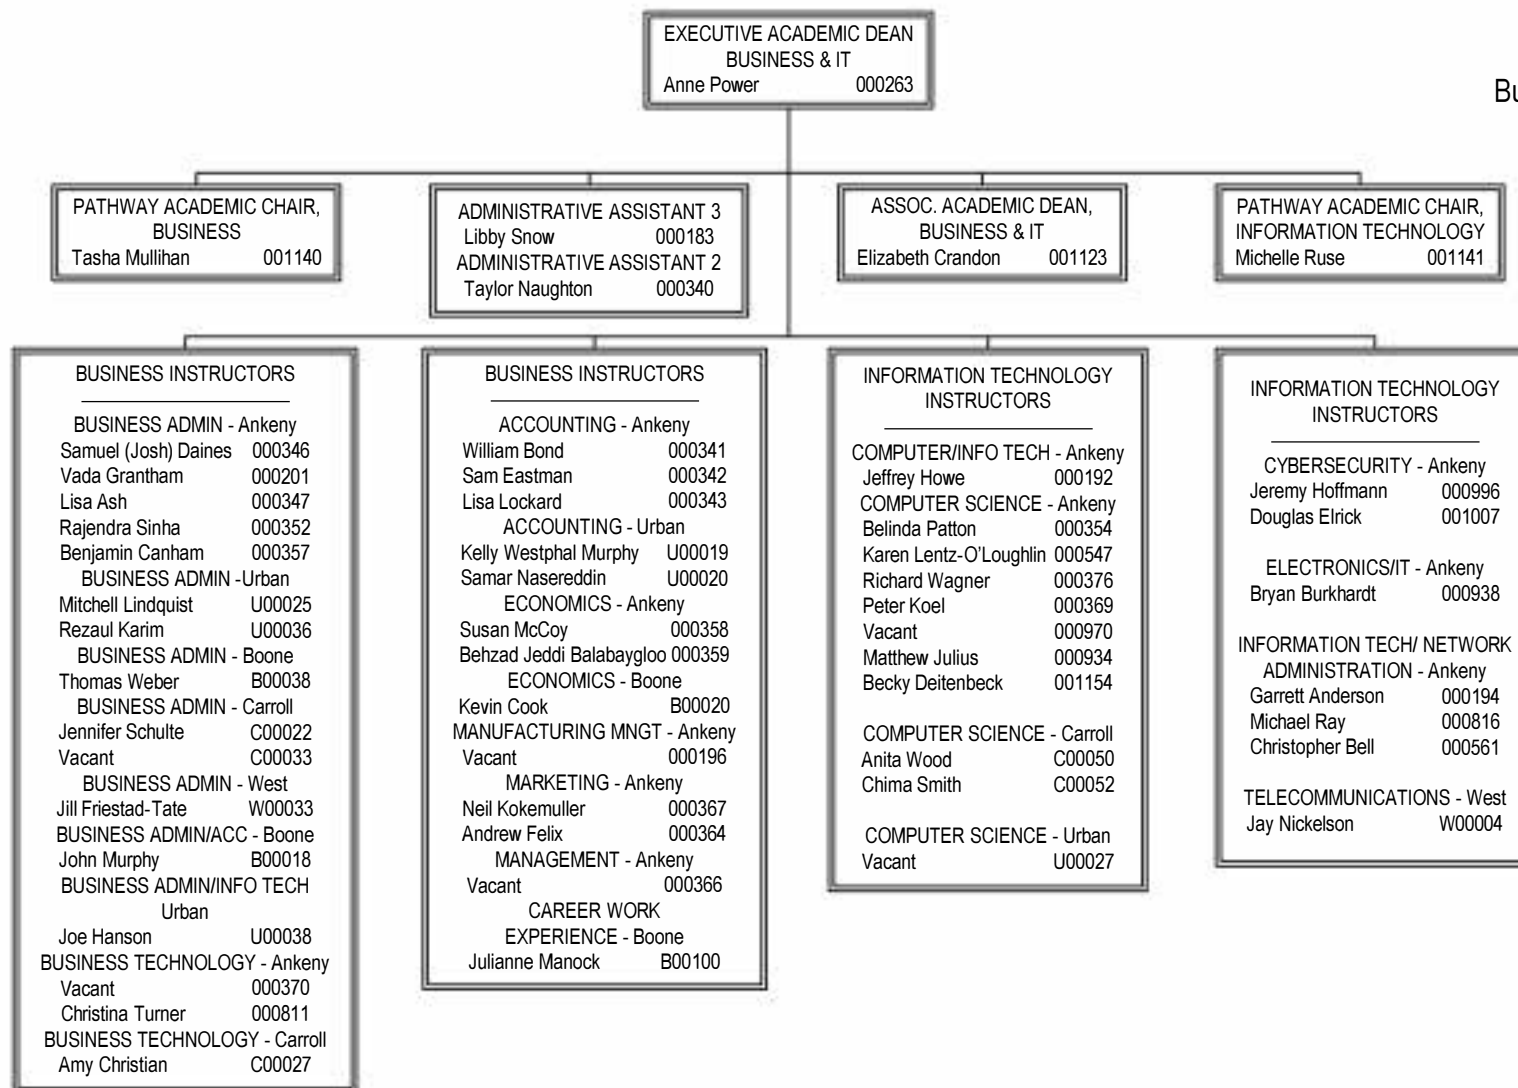 EXECUTIVE ACADEMIC DEAN
BUSINESS & IT
Anne Power 000263
PATHWAY ACADEMIC CHAIR,
BUSINESS
Tasha Mullihan 001140
ADMINISTRATIVE ASSISTANT 3
Libby Snow 000183
ADMINISTRATIVE ASSISTANT 2
Taylor Naughton 000340
ASSOC. ACADEMIC DEAN,
BUSINESS & IT
Elizabeth Crandon 001123
PATHWAY ACADEMIC CHAIR,
INFORMATION TECHNOLOGY
Michelle Ruse 001141
BUSINESS INSTRUCTORS
BUSINESS ADMIN - Ankeny
Samuel (Josh) Daines 000346
Vada Grantham 000201
Lisa Ash 000347
Rajendra Sinha 000352
Benjamin Canham 000357
BUSINESS ADMIN -Urban
Mitchell Lindquist U00025
Rezaul Karim U00036
BUSINESS ADMIN - Boone
Thomas Weber B00038
BUSINESS ADMIN - Carroll
Jennifer Schulte C00022
Vacant C00033
BUSINESS ADMIN - West
Jill Friestad-Tate W00033
BUSINESS ADMIN/ACC - Boone
John Murphy B00018
BUSINESS ADMIN/INFO TECH
Urban
Joe Hanson U00038
BUSINESS TECHNOLOGY - Ankeny
Vacant 000370
Christina Turner 000811
BUSINESS TECHNOLOGY - Carroll
Amy Christian C00027
BUSINESS INSTRUCTORS
ACCOUNTING - Ankeny
William Bond 000341
Sam Eastman 000342
Lisa Lockard 000343
ACCOUNTING - Urban
Kelly Westphal Murphy U00019
Samar Nasereddin U00020
ECONOMICS - Ankeny
Susan McCoy 000358
Behzad Jeddi Balabaygloo 000359
ECONOMICS - Boone
Kevin Cook B00020
MANUFACTURING MNGT - Ankeny
Vacant 000196
MARKETING - Ankeny
Neil Kokemuller 000367
Andrew Felix 000364
MANAGEMENT - Ankeny
Vacant 000366
CAREER WORK
EXPERIENCE - Boone
Julianne Manock B00100
INFORMATION TECHNOLOGY
INSTRUCTORS
COMPUTER/INFO TECH - Ankeny
Jeffrey Howe 000192
COMPUTER SCIENCE - Ankeny
Belinda Patton 000354
Karen Lentz-O'Loughlin 000547
Richard Wagner 000376
Peter Koel 000369
Vacant 000970
Matthew Julius 000934
Becky Deitenbeck 001154
COMPUTER SCIENCE - Carroll
Anita Wood C00050
Chima Smith C00052
COMPUTER SCIENCE - Urban
Vacant U00027
INFORMATION TECHNOLOGY
INSTRUCTORS
CYBERSECURITY - Ankeny
Jeremy Hoffmann 000996
Douglas Elrick 001007
ELECTRONICS/IT - Ankeny
Bryan Burkhardt 000938
INFORMATION TECH/ NETWORK
ADMINISTRATION - Ankeny
Garrett Anderson 000194
Michael Ray 000816
Christopher Bell 000561
TELECOMMUNICATIONS - West
Jay Nickelson W00004